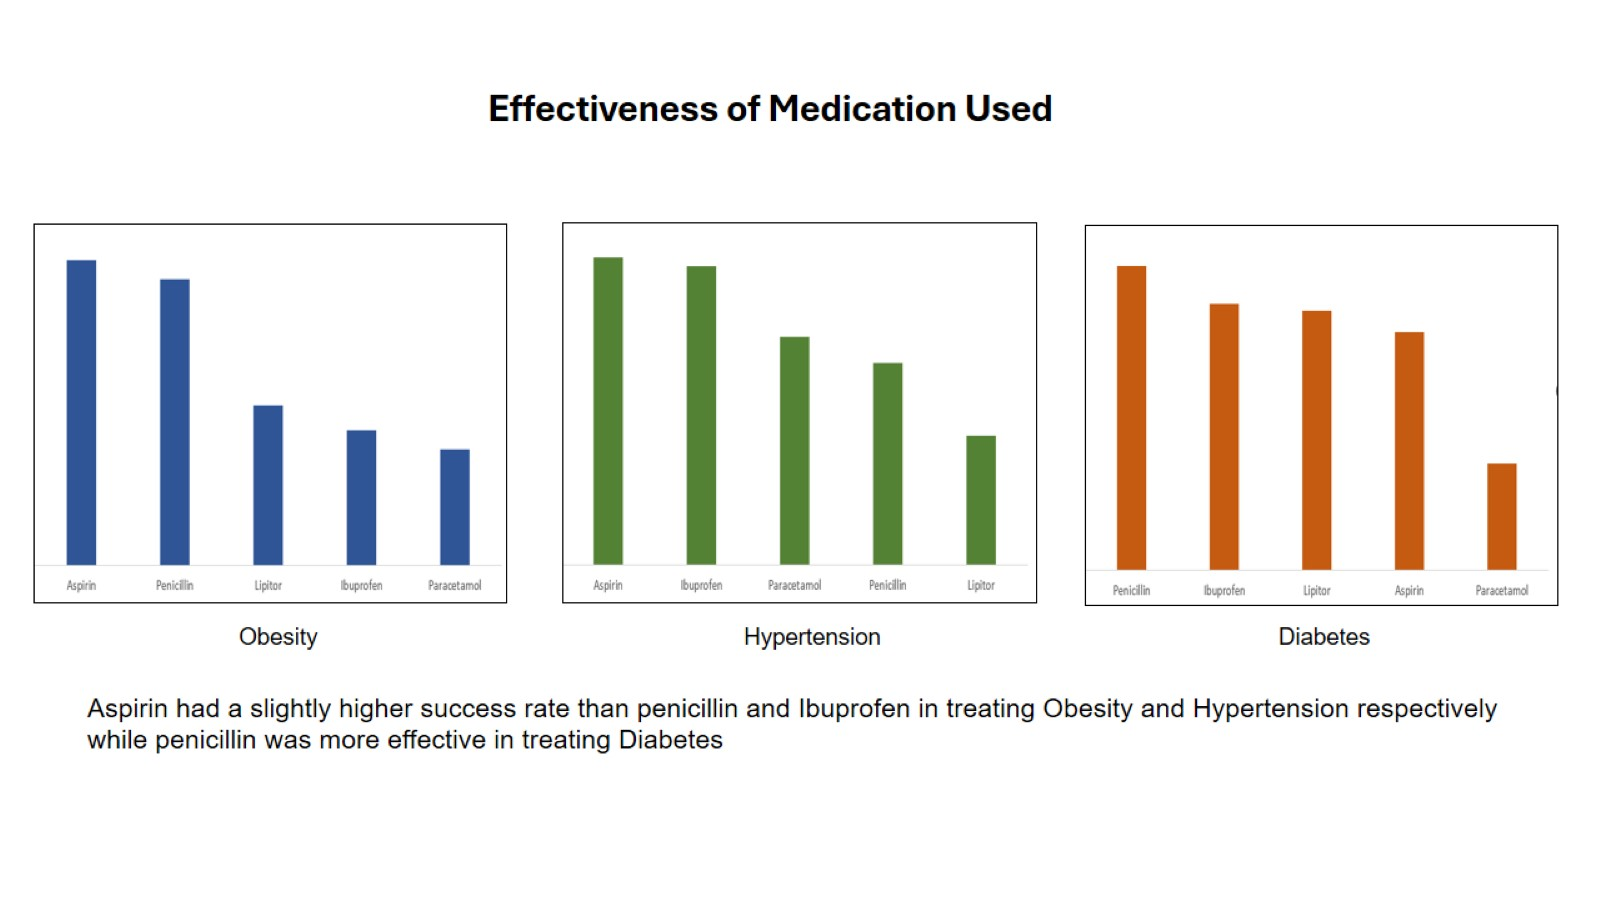 Effectiveness of Medication Used
Aspirin Penicillin Lipitor Ibuprofen Paracetamol
Obesity
Aspirin Ibuprofen Paracetamol Penicillin Lipitor
Hypertension
Penicillin Ibuprofen Lipitor Aspirin Paracetamol
Diabetes
Aspirin had a slightly higher success rate than penicillin and Ibuprofen in treating Obesity and Hypertension respectively
while penicillin was more effective in treating Diabetes